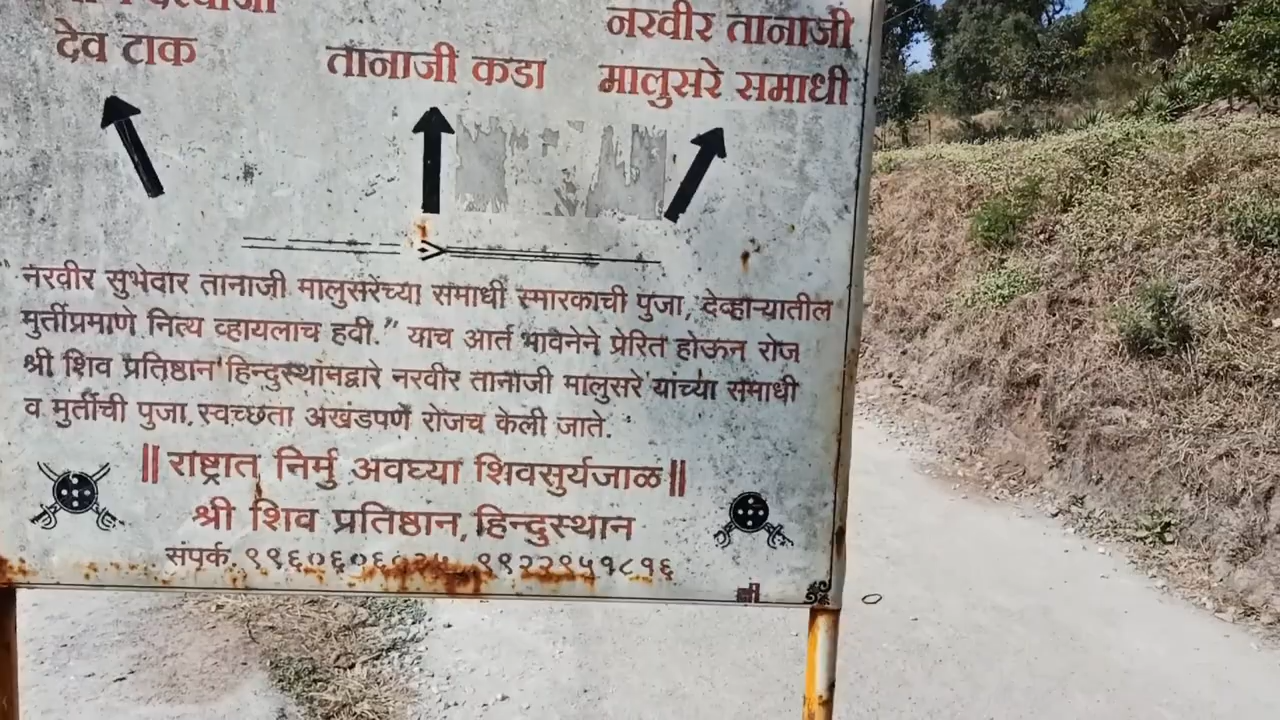 देव टाक
तानाजी कडा
नरवीर तानाजी
मालुसरे समाधी
"नरवीर सुभेवार तानाजी मालुसरेंच्या समाधी स्मारकाची पुजा, देव्हाऱ्यातील
मुर्तीप्रमाणे नित्य व्हायलाच हवी." याच आर्त भावनेने प्रेरित होऊन रोज
श्री शिव प्रतिष्ठान हिन्दुस्थांनद्वारे नरवीर तानाजी मालुसरे यांच्या समाधी
व मुर्तीची पुजा, स्वच्छता अखंडपणे रोजच केली जाते.
॥ राष्ट्रात निर्मु अवघ्या शिवसुर्यजाळ ॥
श्री शिव प्रतिष्ठान, हिन्दुस्थान
संपर्क. ९९२२९५१८१६